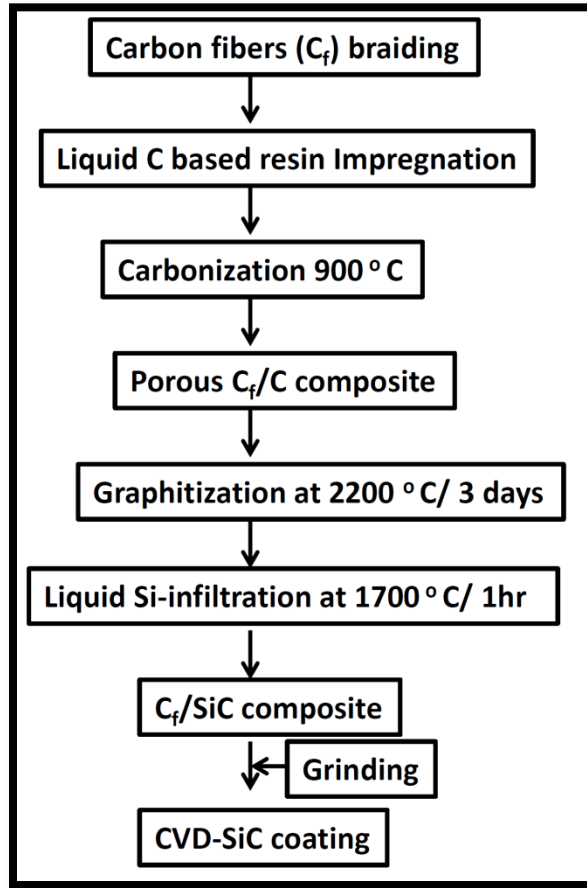 Carbon fibers (Cf) braiding
Liquid C based resin Impregnation
Carbonization 900 o C
Porous Cf/C composite
Graphitization at 2200 o C/ 3 days
Liquid Si-infiltration at 1700 o C/ 1hr
Cf/SiC composite
Grinding
CVD-SiC coating